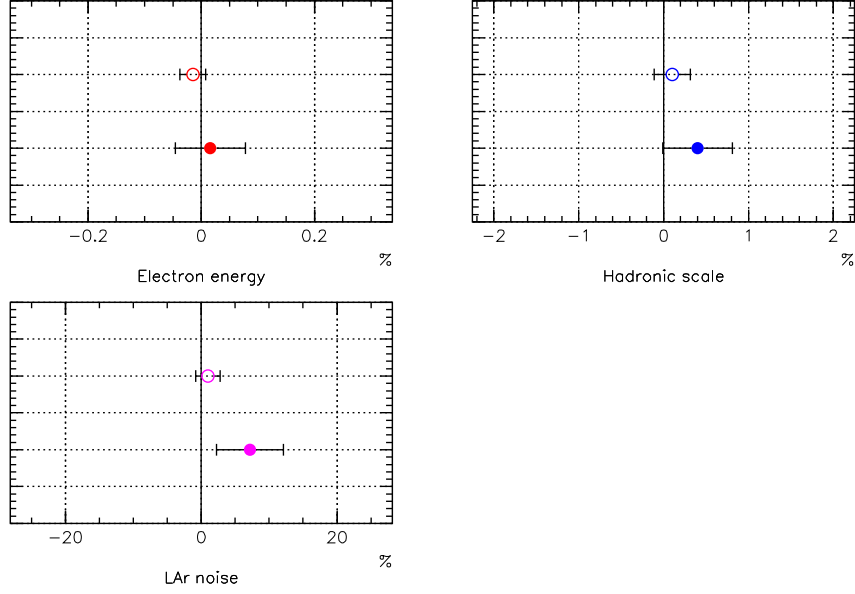 −0.2 0 0.2
%
Electron energy
−2 −1 0 1 2
%
Hadronic scale
−20 0 20
%
LAr noise